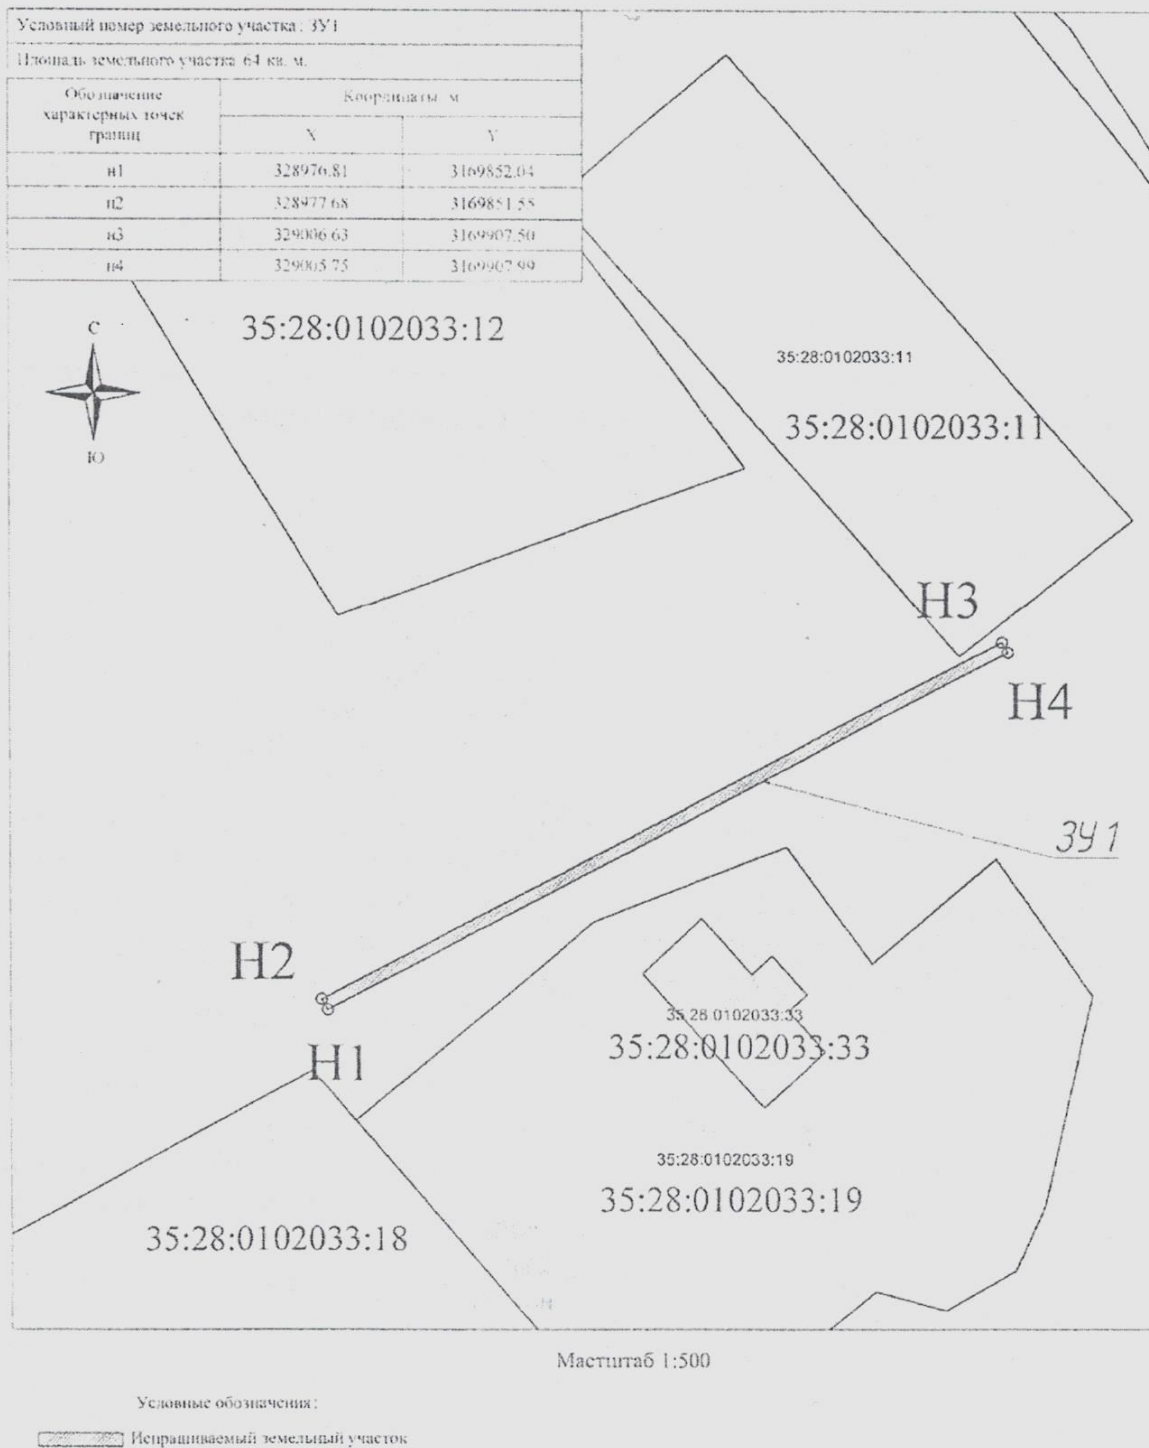 Условный номер земельного участка : ЗУ1
Площадь земельного участка 64 кв. м.
Обозначение характерных точек границ
Координаты, м
X Y
н1 328976.81 3169852.04
н2 328977.68 3169851.55
н3 329006.63 3169907.50
н4 329005.75 3169907.99
С
Ю
35:28:0102033:12
35:28:0102033:11
35:28:0102033:11
Н3
Н4
ЗУ 1
Н2
Н1
35:28:0102033:33
35:28:0102033:33
35:28:0102033:19
35:28:0102033:19
35:28:0102033:18
Масштаб 1:500
Условные обозначения:
Испрашиваемый земельный участок